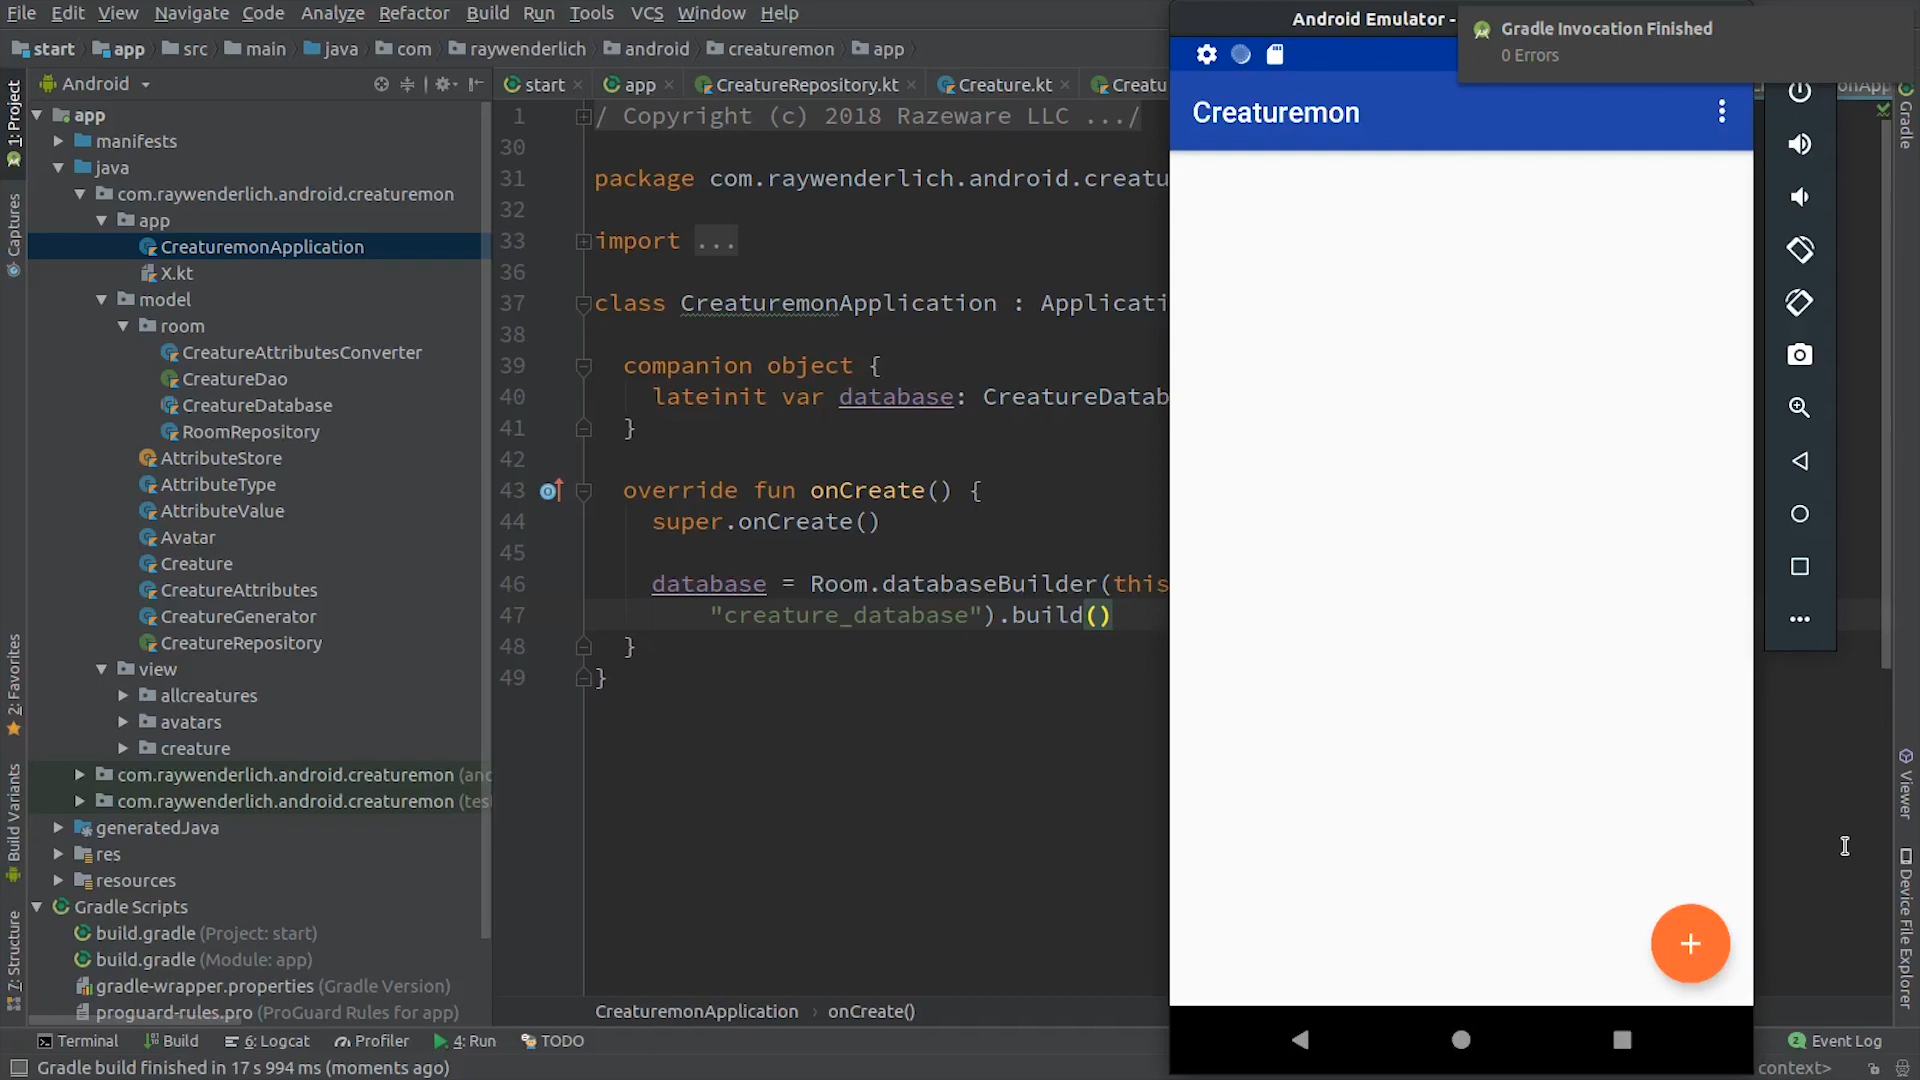 File Edit View Navigate Code Analyze Refactor Build Run Tools VCS Window Help
Android Emulator -
Gradle Invocation Finished
0 Errors
start app src main java com raywenderlich android creaturemon app
Android
start app CreatureRepository.kt Creature.kt Creatu
onApp
1: Project
Captures
2: Favorites
Build Variants
7: Structure
app
manifests
java
com.raywenderlich.android.creaturemon
app
CreaturemonApplication
X.kt
model
room
CreatureAttributesConverter
CreatureDao
CreatureDatabase
RoomRepository
AttributeStore
AttributeType
AttributeValue
Avatar
Creature
CreatureAttributes
CreatureGenerator
CreatureRepository
view
allcreatures
avatars
creature
com.raywenderlich.android.creaturemon (and
com.raywenderlich.android.creaturemon (test
generatedJava
res
resources
Gradle Scripts
build.gradle (Project: start)
build.gradle (Module: app)
gradle-wrapper.properties (Gradle Version)
proguard-rules.pro (ProGuard Rules for app)
1 / Copyright (c) 2018 Razeware LLC .../
30
31 package com.raywenderlich.android.creatu
32
33 import ...
36
37 class CreaturemonApplication : Applicati
38
39 companion object {
40 lateinit var database: CreatureDatab
41 }
42
43 override fun onCreate() {
44 super.onCreate()
45
46 database = Room.databaseBuilder(this
47 "creature_database").build()
48 }
49 }
CreaturemonApplication › onCreate()
Creaturemon
+
Gradle
Viewer
Device File Explorer
Terminal Build 6: Logcat Profiler 4: Run TODO 2 Event Log
Gradle build finished in 17 s 994 ms (moments ago) context>